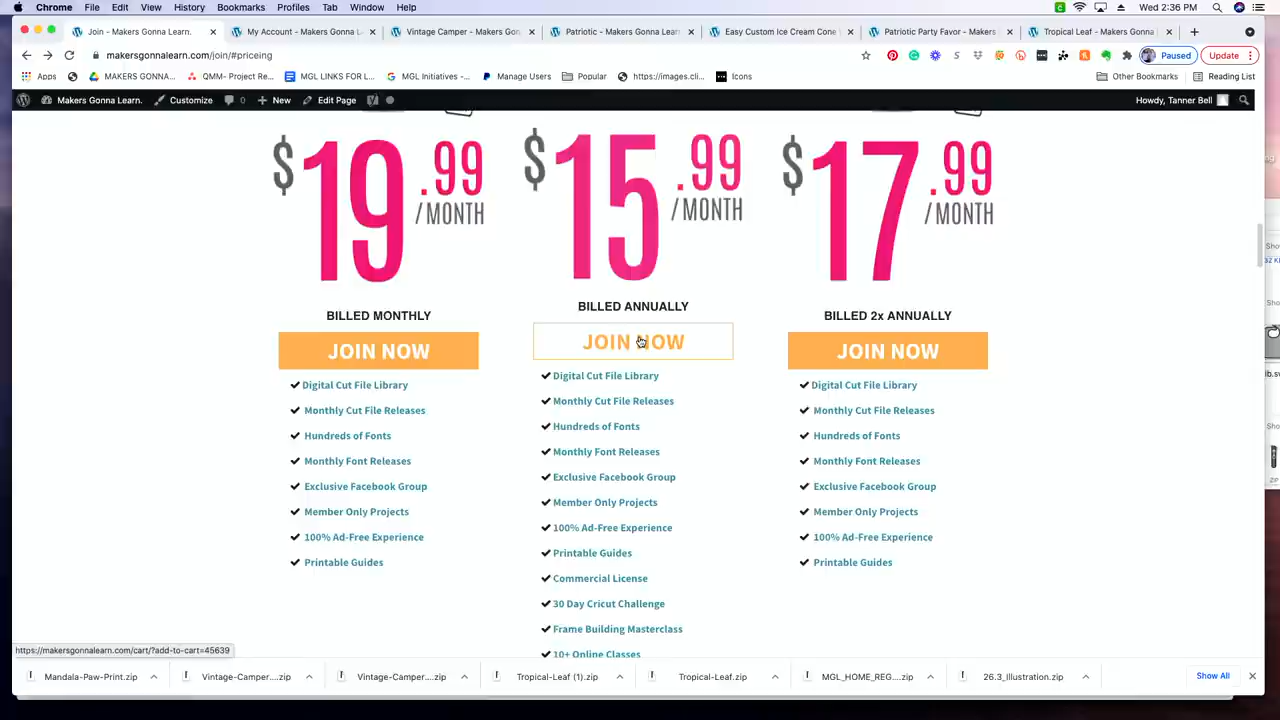 Chrome File Edit View History Bookmarks Profiles Tab Window Help Wed 2:36 PM
Join - Makers Gonna Learn. My Account - Makers Gonna L Vintage Camper - Makers Gon Patriotic - Makers Gonna Learn Easy Custom Ice Cream Cone Patriotic Party Favor - Makers Tropical Leaf - Makers Gonna
makersgonnalearn.com/join/#priceing Paused Update
Apps MAKERS GONNA... QMM- Project Re... MGL LINKS FOR L... MGL Initiatives -... Manage Users Popular https://images.cli... Icons Other Bookmarks Reading List
Makers Gonna Learn. Customize 0 New Edit Page Howdy, Tanner Bell
$19.99 /MONTH
BILLED MONTHLY
JOIN NOW
Digital Cut File Library
Monthly Cut File Releases
Hundreds of Fonts
Monthly Font Releases
Exclusive Facebook Group
Member Only Projects
100% Ad-Free Experience
Printable Guides
$15.99 /MONTH
BILLED ANNUALLY
JOIN NOW
Digital Cut File Library
Monthly Cut File Releases
Hundreds of Fonts
Monthly Font Releases
Exclusive Facebook Group
Member Only Projects
100% Ad-Free Experience
Printable Guides
Commercial License
30 Day Cricut Challenge
Frame Building Masterclass
10+ Online Classes
$17.99 /MONTH
BILLED 2x ANNUALLY
JOIN NOW
Digital Cut File Library
Monthly Cut File Releases
Hundreds of Fonts
Monthly Font Releases
Exclusive Facebook Group
Member Only Projects
100% Ad-Free Experience
Printable Guides
https://makersgonnalearn.com/cart/?add-to-cart=45639
Mandala-Paw-Print.zip Vintage-Camper....zip Vintage-Camper....zip Tropical-Leaf (1).zip Tropical-Leaf.zip MGL_HOME_REG....zip 26.3_Illustration.zip Show All